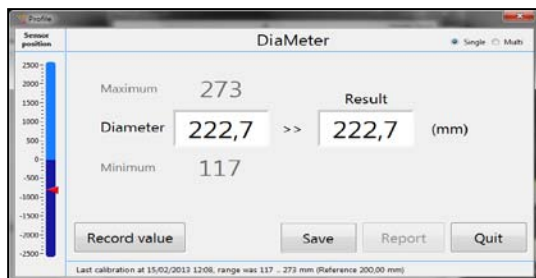 Profile
Sensor position
DiaMeter
Single
Multi
2500
2000
1500
1000
500
0
-500
-1000
-1500
-2000
-2500
Maximum 273
Result
Diameter 222,7 >> 222,7 (mm)
Minimum 117
Record value
Save
Report
Quit
Last calibration at 15/02/2013 12:08, range was 117 .. 273 mm (Reference 200,00 mm)